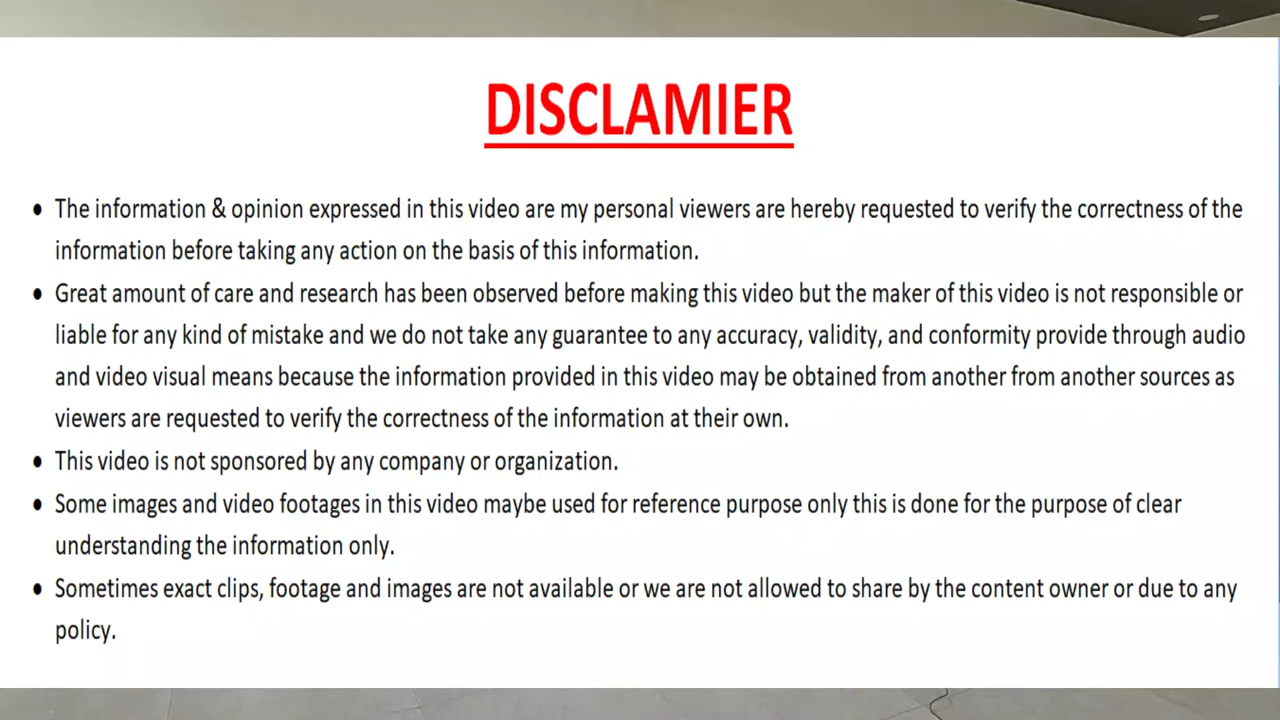 DISCLAMIER
• The information & opinion expressed in this video are my personal viewers are hereby requested to verify the correctness of the
information before taking any action on the basis of this information.
• Great amount of care and research has been observed before making this video but the maker of this video is not responsible or
liable for any kind of mistake and we do not take any guarantee to any accuracy, validity, and conformity provide through audio
and video visual means because the information provided in this video may be obtained from another from another sources as
viewers are requested to verify the correctness of the information at their own.
• This video is not sponsored by any company or organization.
• Some images and video footages in this video maybe used for reference purpose only this is done for the purpose of clear
understanding the information only.
• Sometimes exact clips, footage and images are not available or we are not allowed to share by the content owner or due to any
policy.